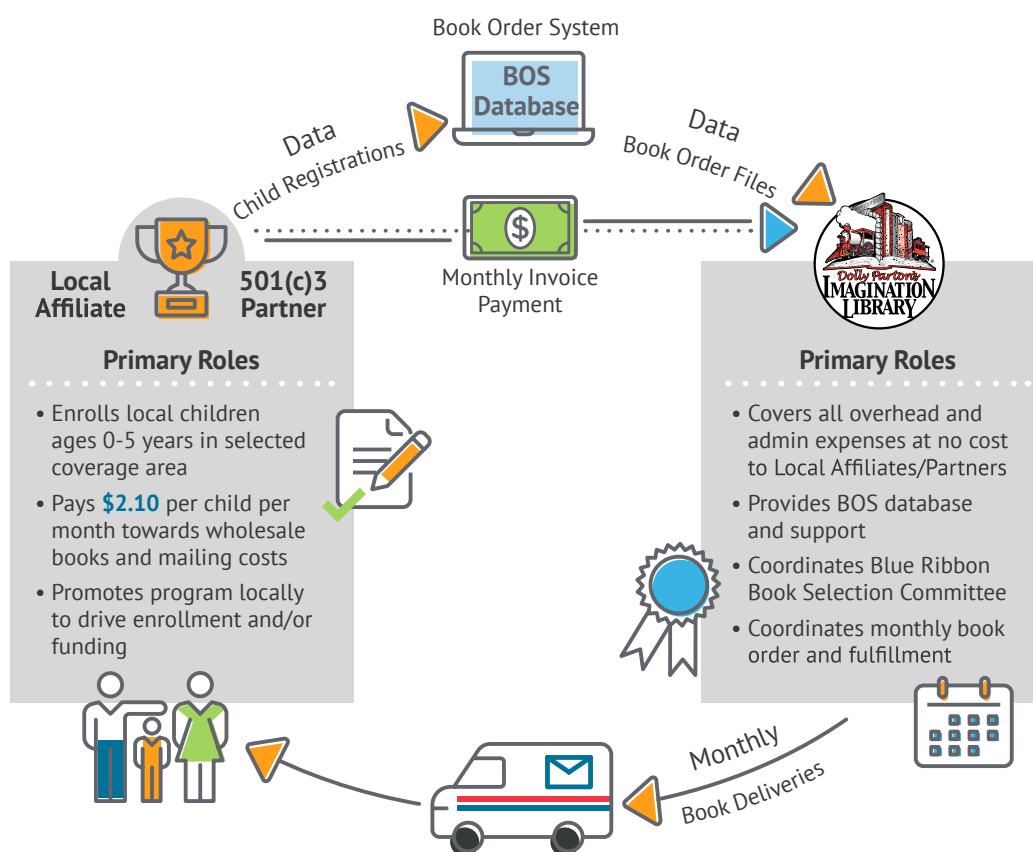 Book Order System
BOS
Database
Data
Child Registrations
Data
Book Order Files
$
Monthly Invoice
Payment
Local
Affiliate
501(c)3
Partner
Dolly Parton's
IMAGINATION
LIBRARY
Primary Roles
• Enrolls local children
ages 0-5 years in selected
coverage area
• Pays $2.10 per child per
month towards wholesale
books and mailing costs
• Promotes program locally
to drive enrollment and/or
funding
Primary Roles
• Covers all overhead and
admin expenses at no cost
to Local Affiliates/Partners
• Provides BOS database
and support
• Coordinates Blue Ribbon
Book Selection Committee
• Coordinates monthly book
order and fulfillment
Monthly
Book Deliveries